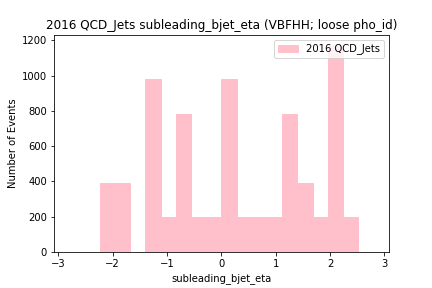 2016 QCD_Jets subleading_bjet_eta (VBFHH; loose pho_id)
1200
1000
800
600
400
200
0
Number of Events
2016 QCD_Jets
−3 −2 −1 0 1 2 3
subleading_bjet_eta